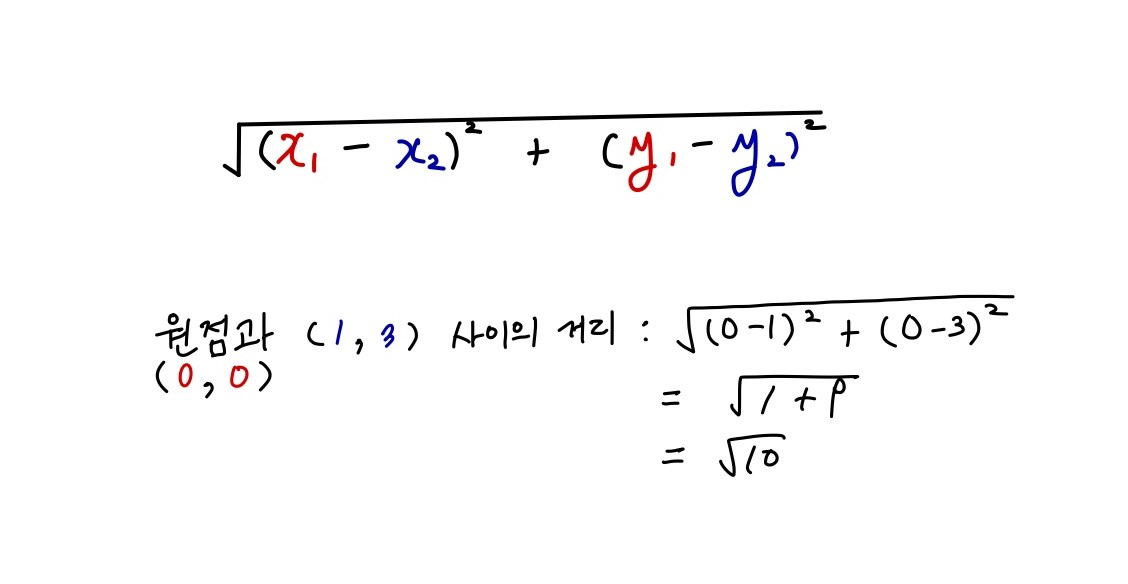 √((x₁ - x₂)² + (y₁ - y₂)²)
원점과 (1, 3) 사이의 거리 : √((0-1)² + (0-3)²)
(0, 0)
= √(1+9)
= √10